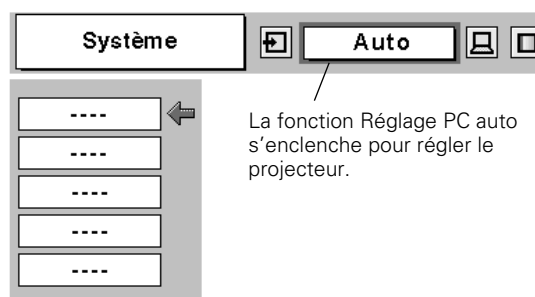 Système
Auto
----
----
----
----
----
La fonction Réglage PC auto
s’enclenche pour régler le
projecteur.